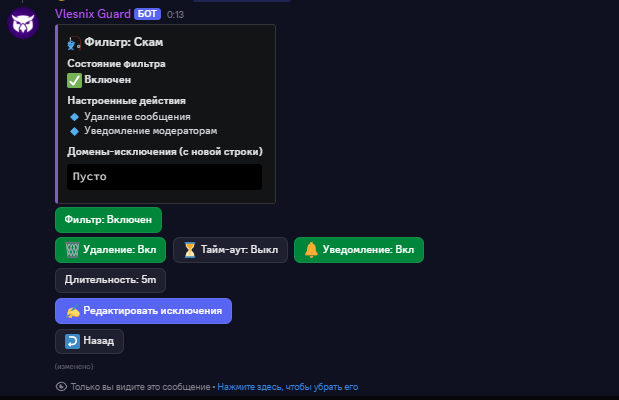 Vlesnix Guard БОТ 0:13
Фильтр: Скам
Состояние фильтра
Включен
Настроенные действия
Удаление сообщения
Уведомление модераторам
Домены-исключения (с новой строки)
Пусто
Фильтр: Включен
Удаление: Вкл Тайм-аут: Выкл Уведомление: Вкл
Длительность: 5m
Редактировать исключения
Назад
(изменено)
Только вы видите это сообщение • Нажмите здесь, чтобы убрать его